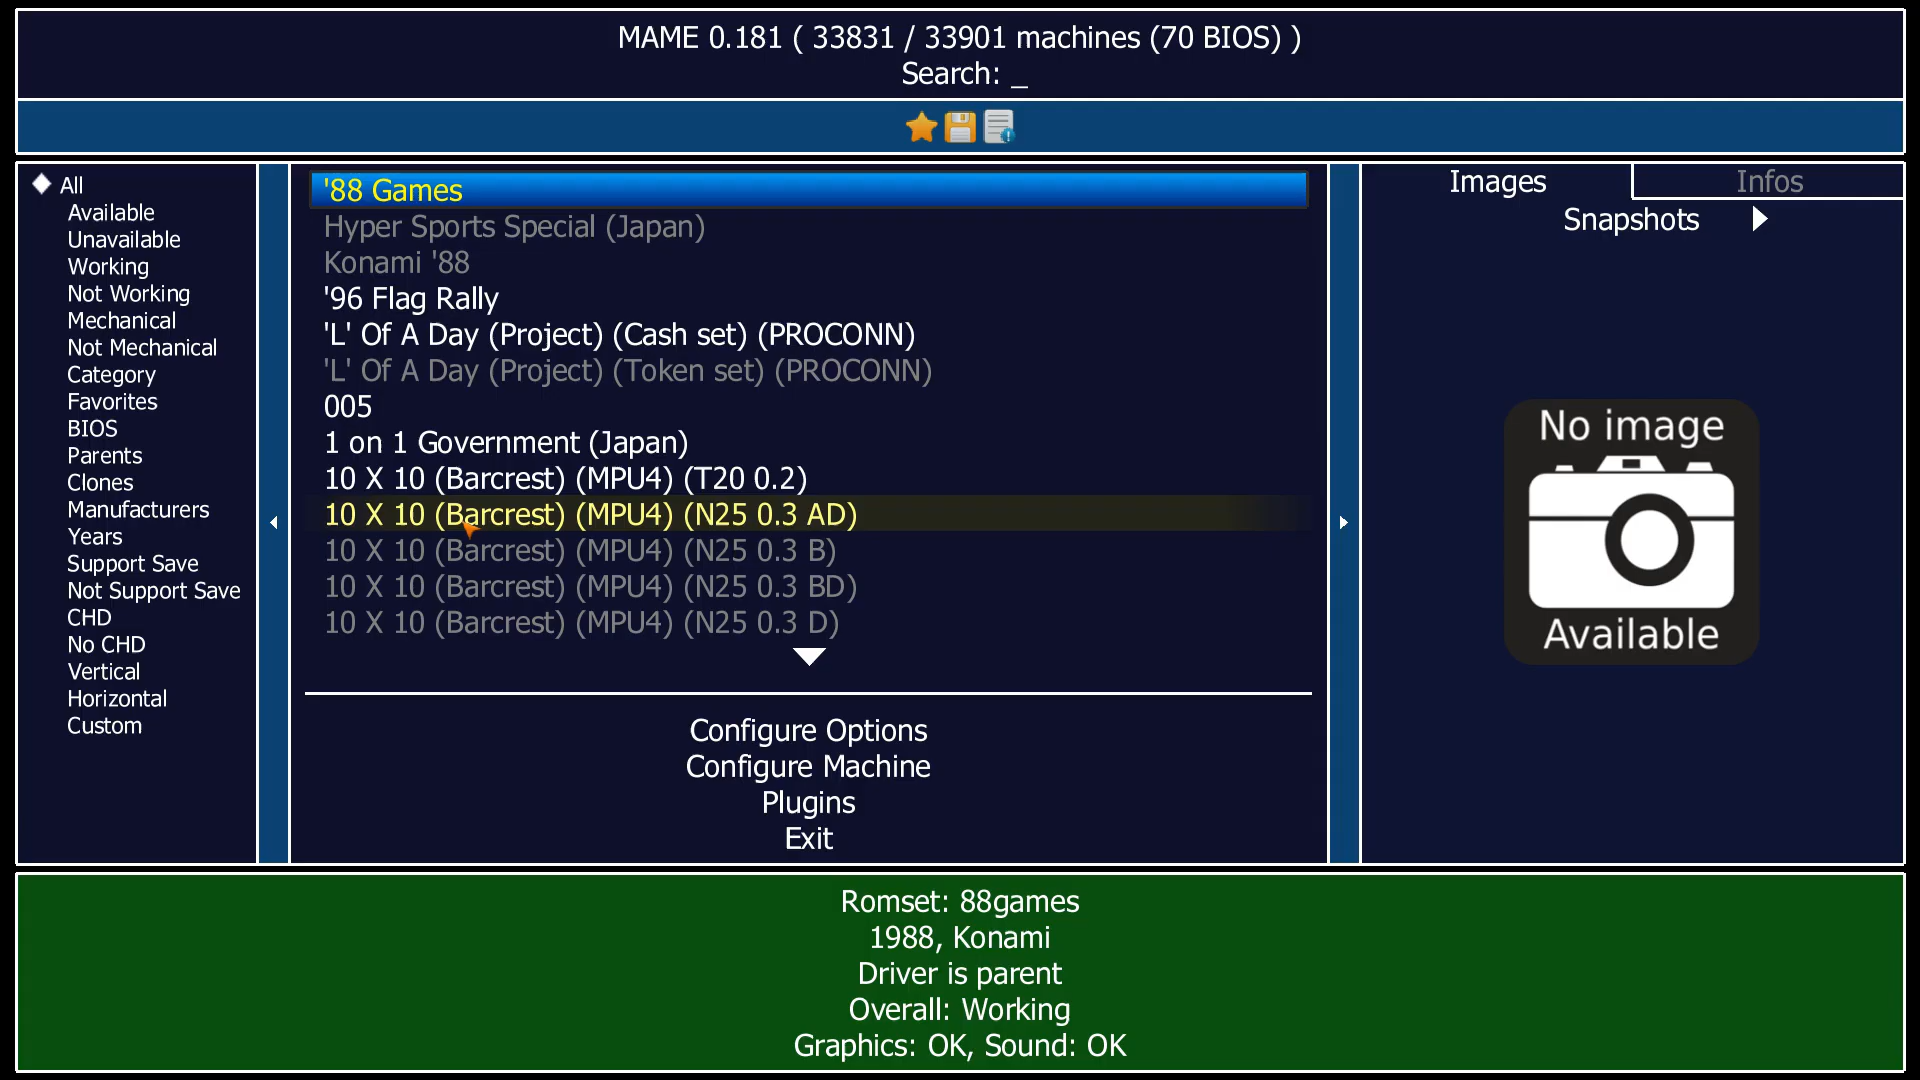 MAME 0.181 ( 33831 / 33901 machines (70 BIOS) )
Search: _
All
Available
Unavailable
Working
Not Working
Mechanical
Not Mechanical
Category
Favorites
BIOS
Parents
Clones
Manufacturers
Years
Support Save
Not Support Save
CHD
No CHD
Vertical
Horizontal
Custom
'88 Games
Hyper Sports Special (Japan)
Konami '88
'96 Flag Rally
'L' Of A Day (Project) (Cash set) (PROCONN)
'L' Of A Day (Project) (Token set) (PROCONN)
005
1 on 1 Government (Japan)
10 X 10 (Barcrest) (MPU4) (T20 0.2)
10 X 10 (Barcrest) (MPU4) (N25 0.3 AD)
10 X 10 (Barcrest) (MPU4) (N25 0.3 B)
10 X 10 (Barcrest) (MPU4) (N25 0.3 BD)
10 X 10 (Barcrest) (MPU4) (N25 0.3 D)
Configure Options
Configure Machine
Plugins
Exit
Images
Infos
Snapshots
No image
Available
Romset: 88games
1988, Konami
Driver is parent
Overall: Working
Graphics: OK, Sound: OK